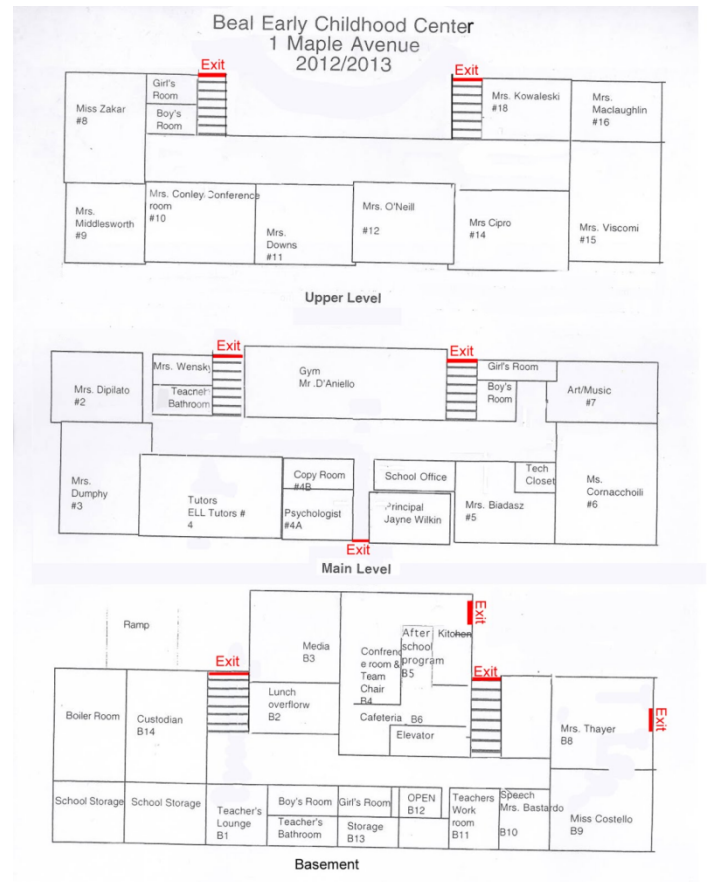 Beal Early Childhood Center
1 Maple Avenue
2012/2013
Exit
Exit
Girl's
Room
Miss Zakar
#8
Boy's
Room
Mrs. Kowaleski
#18
Mrs.
Maclaughlin
#16
Mrs.
Middlesworth
#9
Mrs. Conley Conference
room
#10
Mrs.
Downs
#11
Mrs. O'Neill
#12
Mrs Cipro
#14
Mrs. Viscomi
#15
Upper Level
Exit
Exit
Mrs. Dipilato
#2
Mrs. Wensky
Teacher
Bathroom
Gym
Mr .D'Aniello
Girl's Room
Boy's
Room
Art/Music
#7
Mrs.
Dumphy
#3
Tutors
ELL Tutors #
4
Copy Room
#4B
Psychologist
#4A
School Office
Principal
Jayne Wilkin
Mrs. Biadasz
#5
Tech
Closet
Ms.
Cornacchoili
#6
Exit
Main Level
Ramp
Exit
Media
B3
Confrenc
e room &
Team
Chair
B4
After
school
program
B5
Kitchen
Exit
Exit
Exit
Boiler Room
Custodian
B14
Lunch
overflorw
B2
Cafeteria B6
Elevator
Mrs. Thayer
B8
School Storage
School Storage
Teacher's
Lounge
B1
Boy's Room
Teacher's
Bathroom
Girl's Room
Storage
B13
OPEN
B12
Teachers
Work
room
B11
Speech
Mrs. Bastardo
B10
Miss Costello
B9
Basement